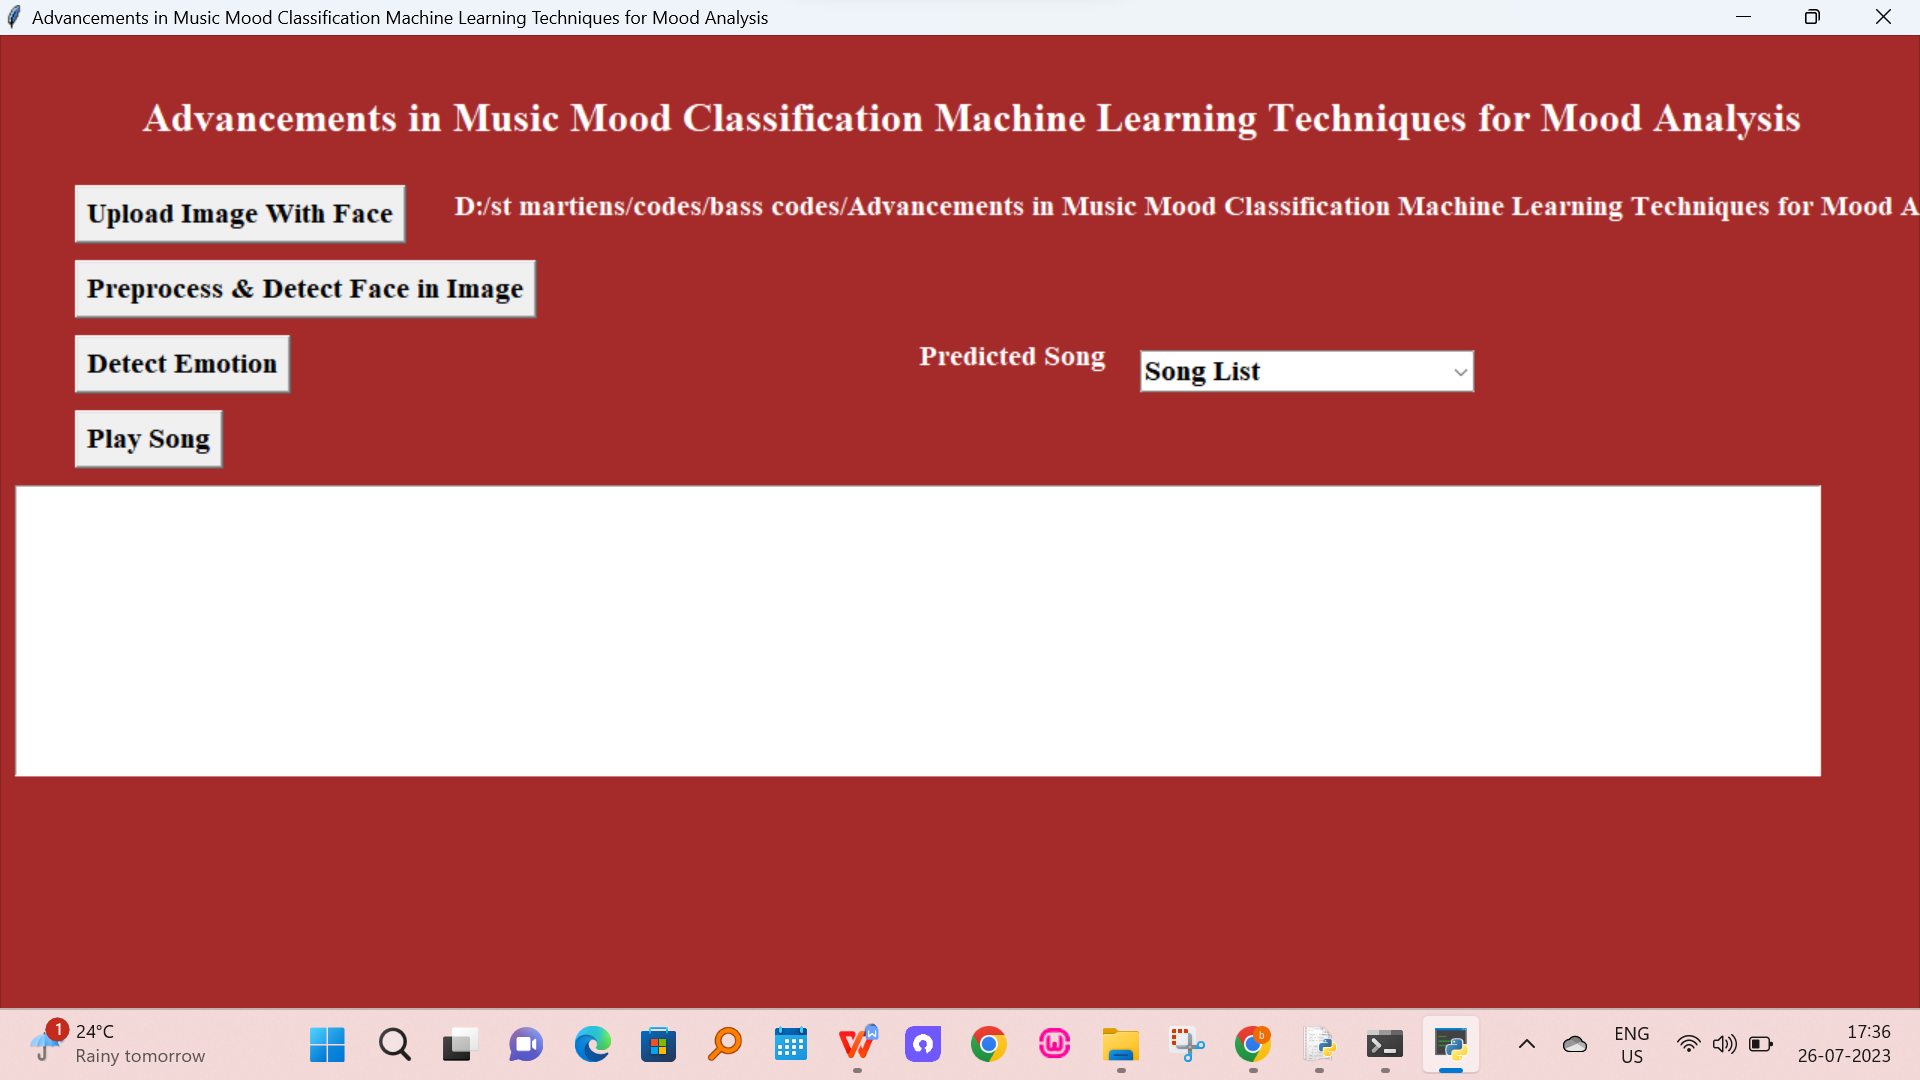 Advancements in Music Mood Classification Machine Learning Techniques for Mood Analysis
Advancements in Music Mood Classification Machine Learning Techniques for Mood Analysis
Upload Image With Face
D:/st martiens/codes/bass codes/Advancements in Music Mood Classification Machine Learning Techniques for Mood A
Preprocess & Detect Face in Image
Detect Emotion
Predicted Song
Song List
Play Song
1
24°C
Rainy tomorrow
W
b
ENG
US
17:36
26-07-2023